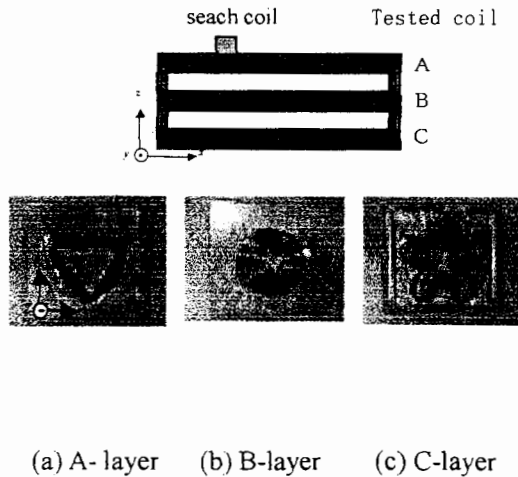 seach coil Tested coil
A
B
C
z
y x
(a) A- layer (b) B-layer (c) C-layer